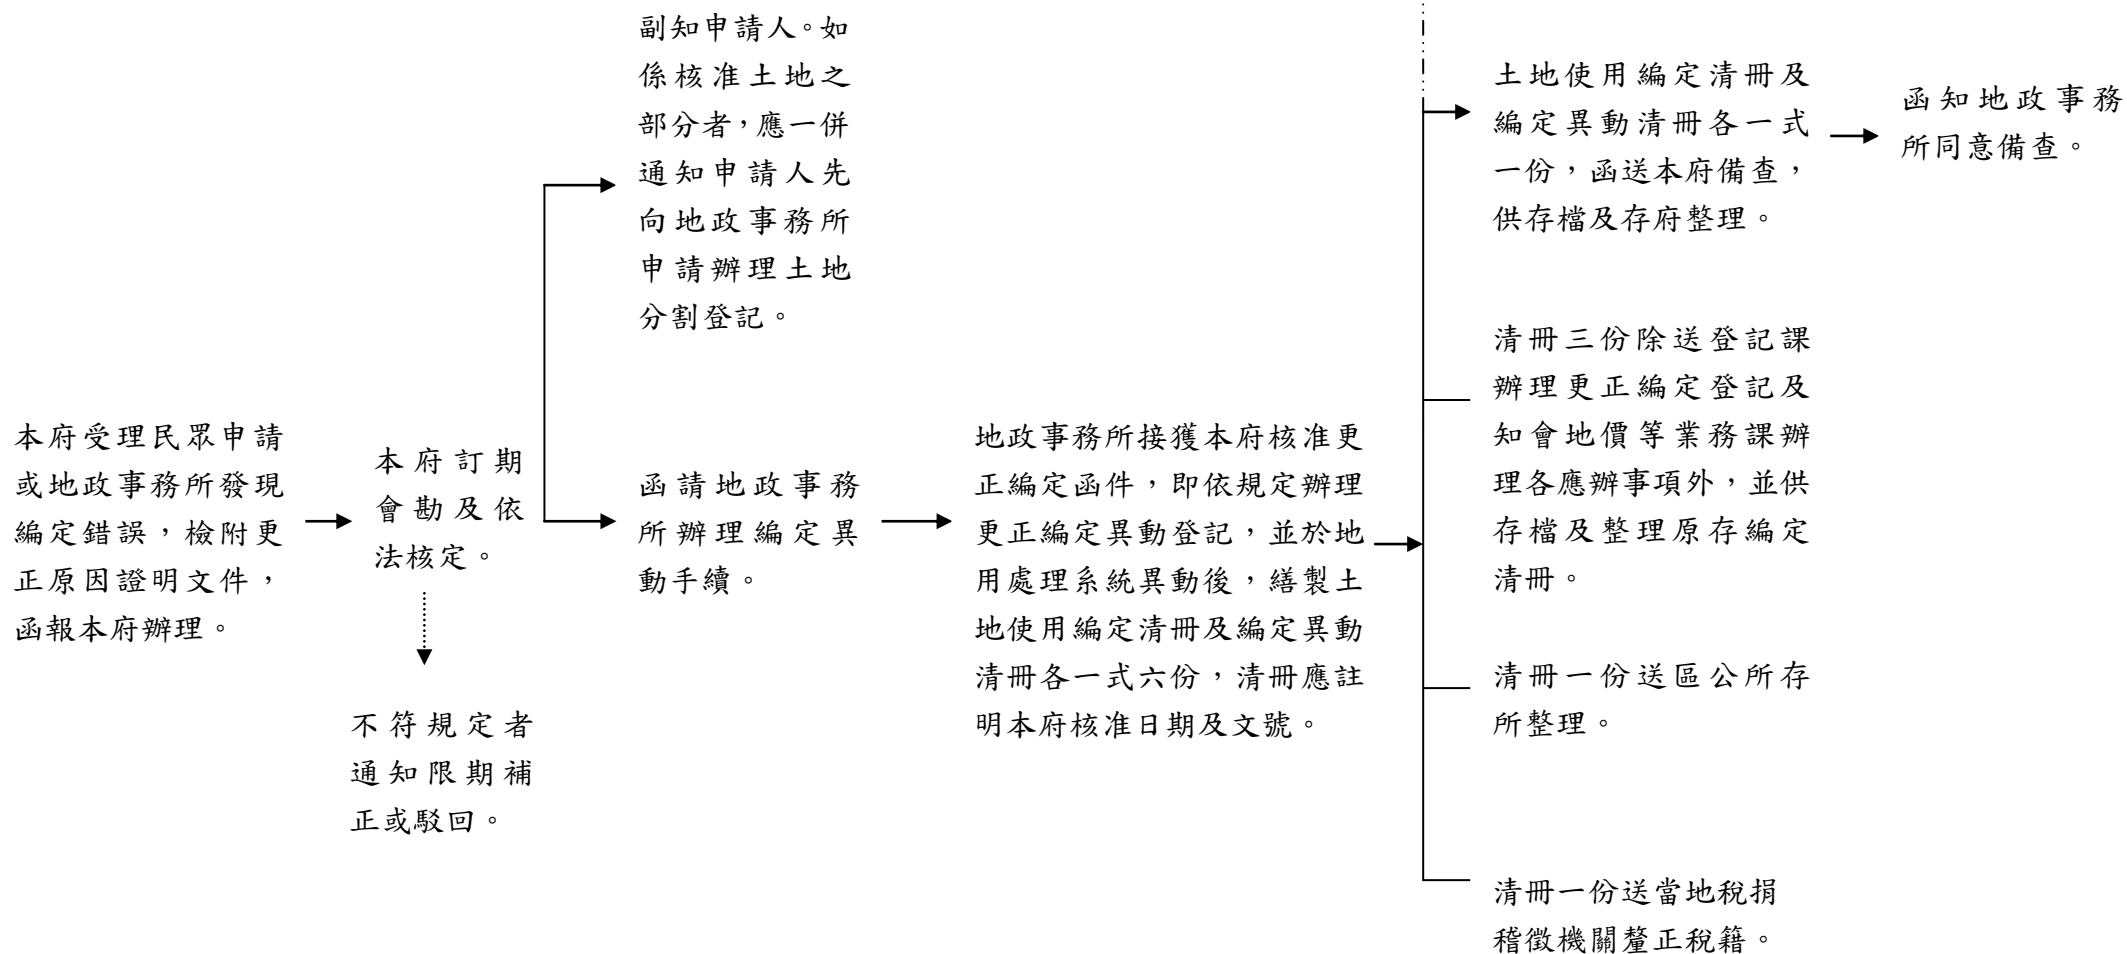 本府受理民眾申請
或地政事務所發現
編定錯誤，檢附更
正原因證明文件，
函報本府辦理。
本府訂期
會勘及依
法核定。
不符規定者
通知限期補
正或駁回。
副知申請人。如
係核准土地之
部分者，應一併
通知申請人先
向地政事務所
申請辦理土地
分割登記。
函請地政事務
所辦理編定異
動手續。
地政事務所接獲本府核准更
正編定函件，即依規定辦理
更正編定異動登記，並於地
用處理系統異動後，繕製土
地使用編定清冊及編定異動
清冊各一式六份，清冊應註
明本府核准日期及文號。
土地使用編定清冊及
編定異動清冊各一式
一份，函送本府備查，
供存檔及存府整理。
函知地政事務
所同意備查。
清冊三份除送登記課
辦理更正編定登記及
知會地價等業務課辦
理各應辦事項外，並供
存檔及整理原存編定
清冊。
清冊一份送區公所存
所整理。
清冊一份送當地稅捐
稽徵機關釐正稅籍。